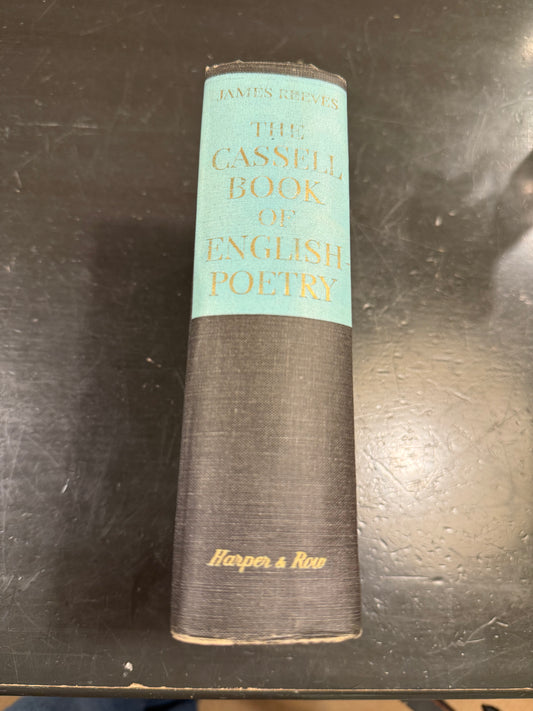 JAMES REEVES
THE
CASSELL
BOOK
OF
ENGLISH
POETRY
Harper & Row